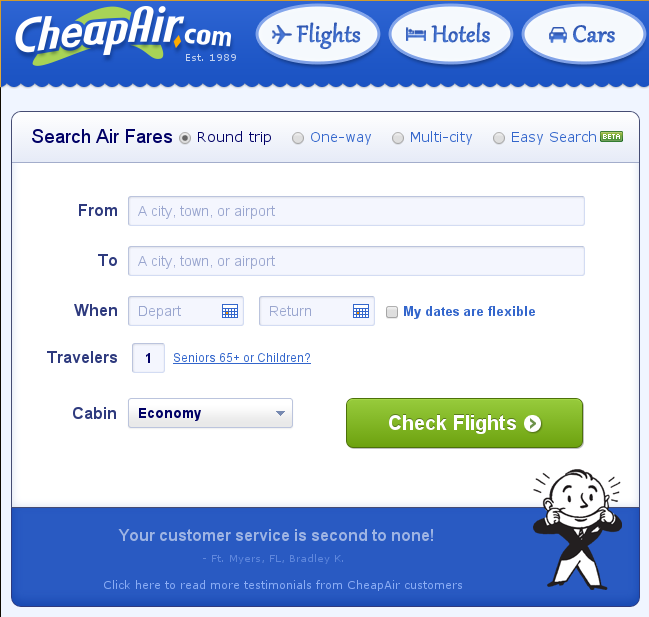 CheapAir.com
Est. 1989
Flights
Hotels
Cars
Search Air Fares Round trip One-way Multi-city Easy Search BETA
From A city, town, or airport
To A city, town, or airport
When Depart Return My dates are flexible
Travelers 1 Seniors 65+ or Children?
Cabin Economy
Check Flights
Your customer service is second to none!
- Ft. Myers, FL, Bradley K.
Click here to read more testimonials from CheapAir customers